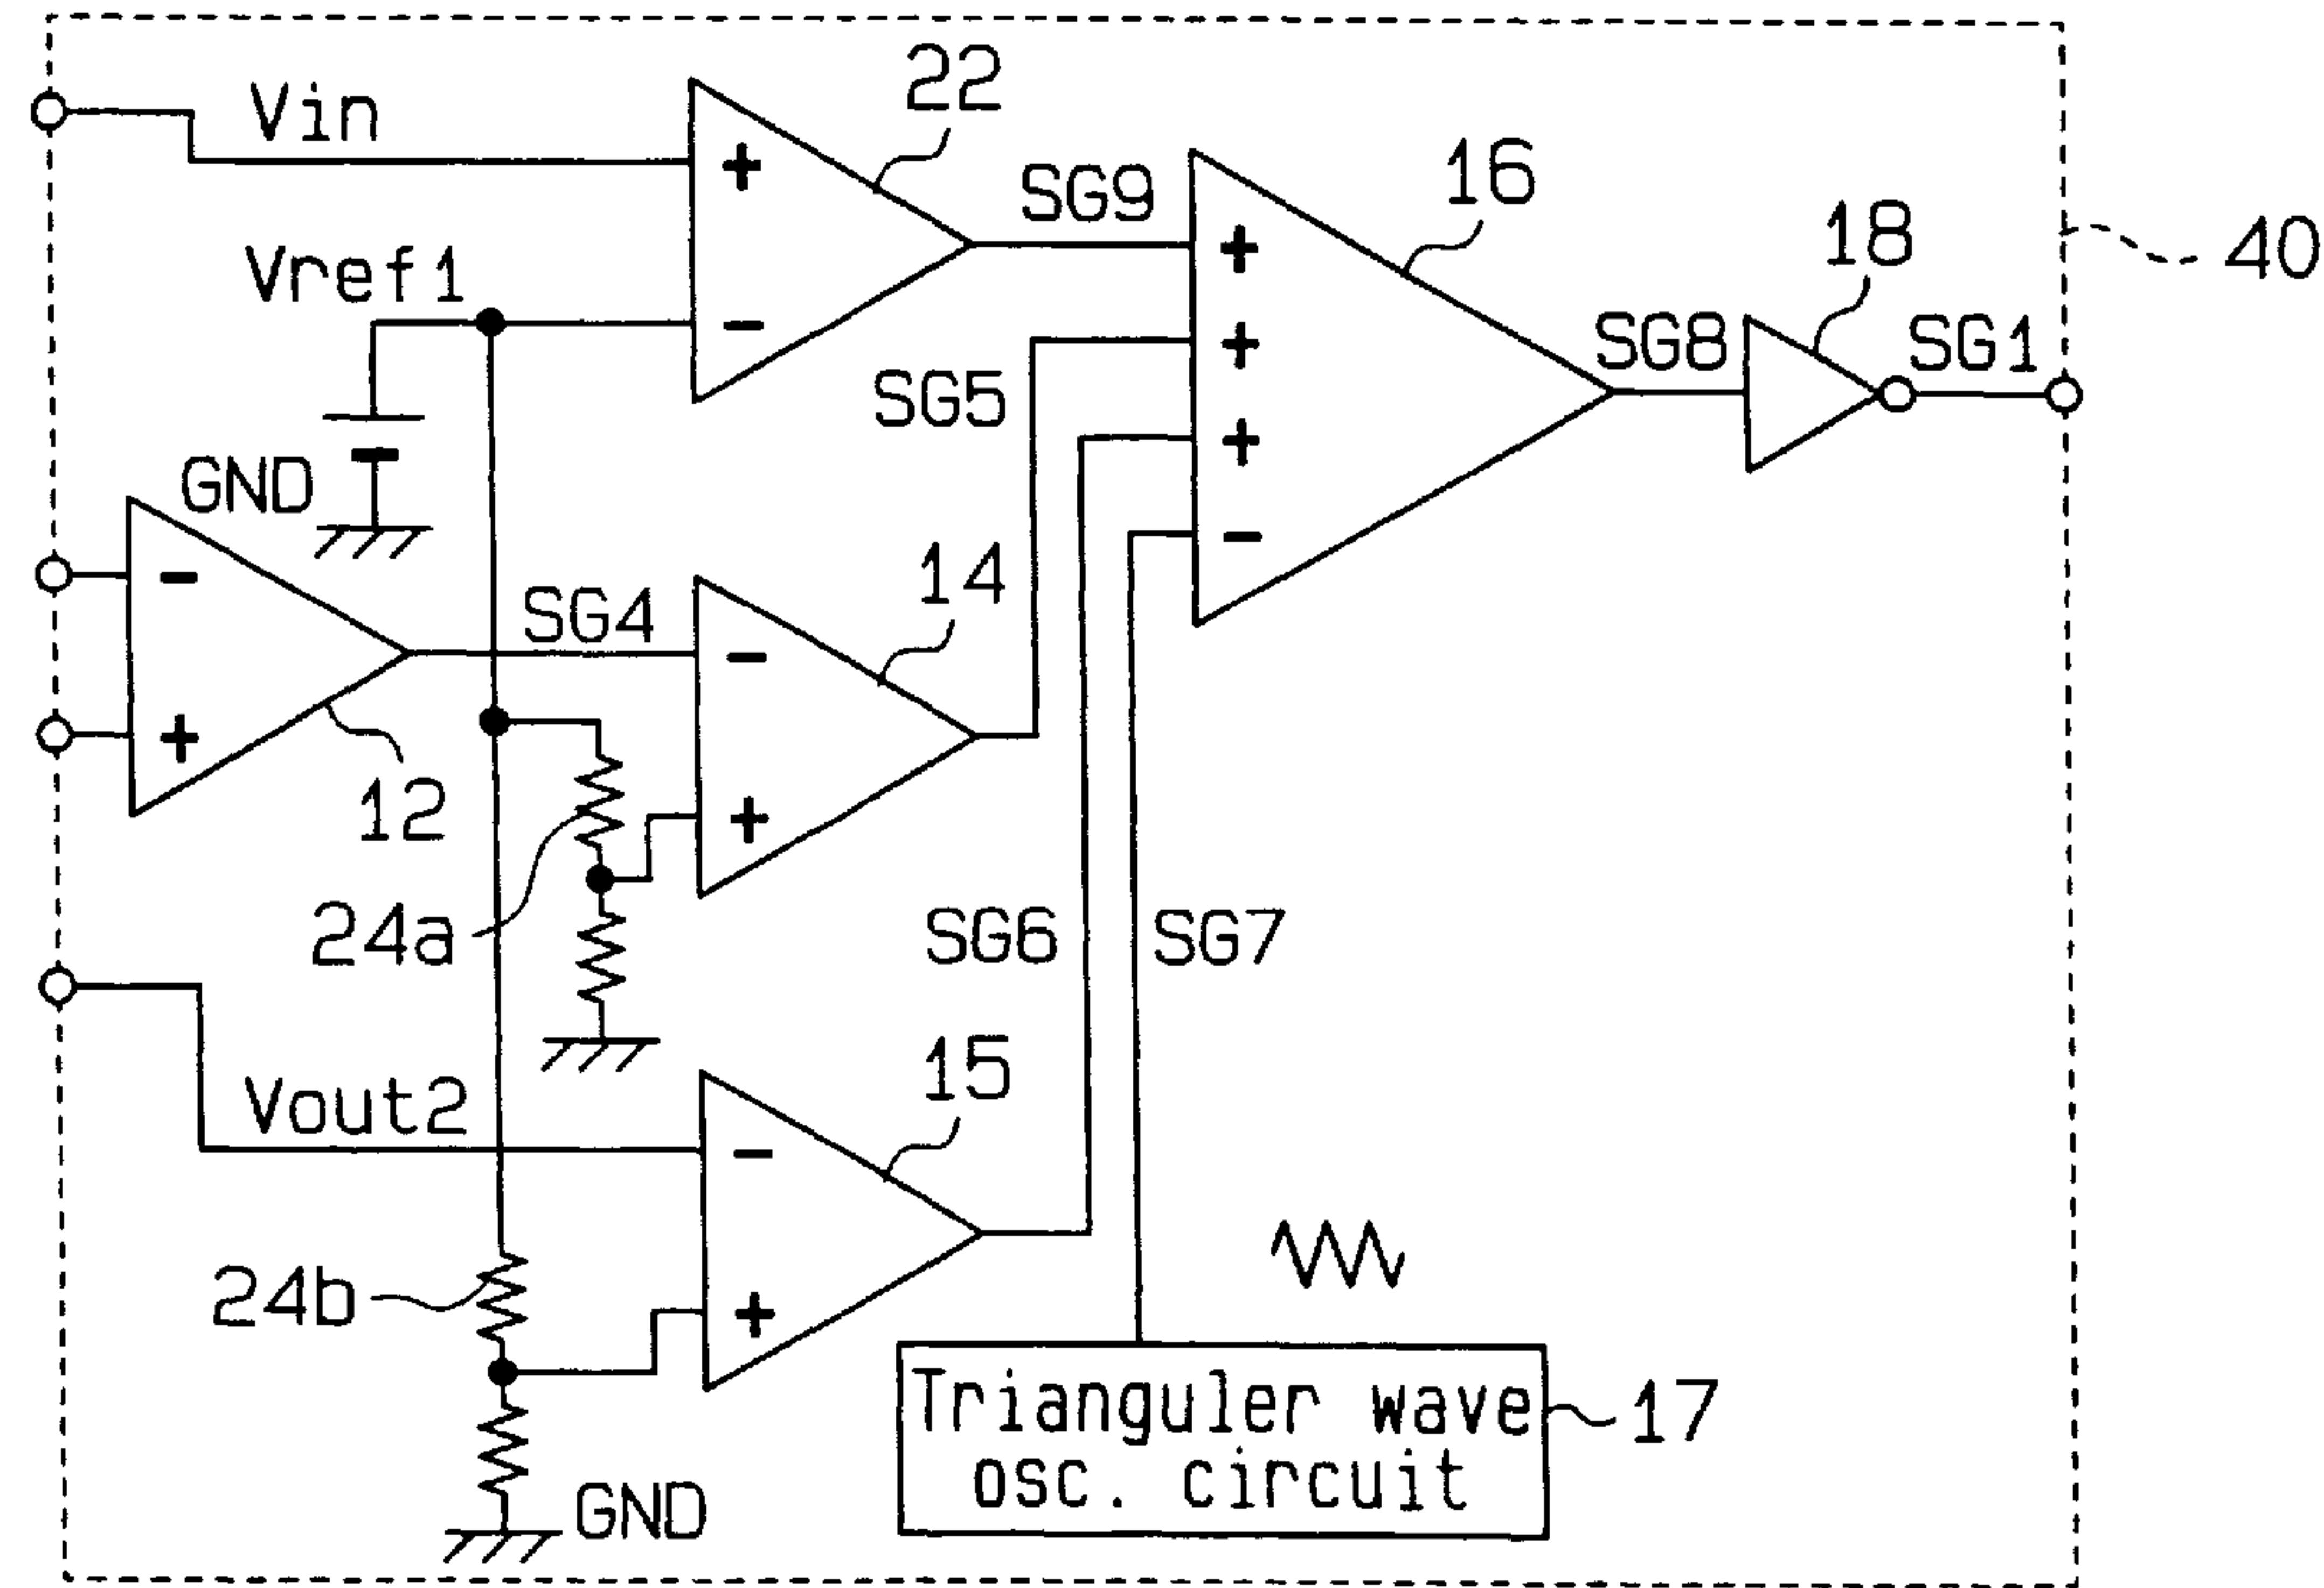 22
Vin
16
SG9
18
40
Vref1
SG8
SG1
SG5
GND
14
SG4
12
24a
SG6
SG7
15
Vout2
24b
Trianguler wave
osc. circuit
17
GND